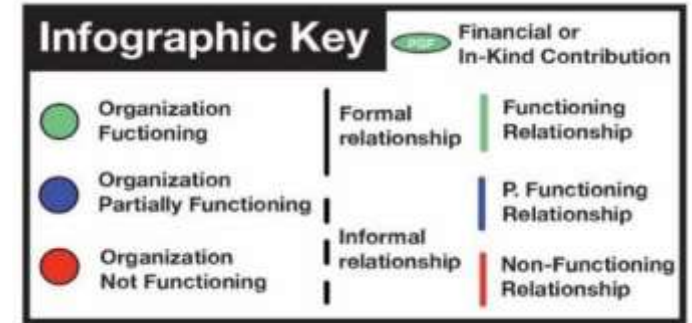 Infographic Key
PGF
Financial or
In-Kind Contribution
Organization
Fuctioning
Organization
Partially Functioning
Organization
Not Functioning
Formal
relationship
Informal
relationship
Functioning
Relationship
P. Functioning
Relationship
Non-Functioning
Relationship